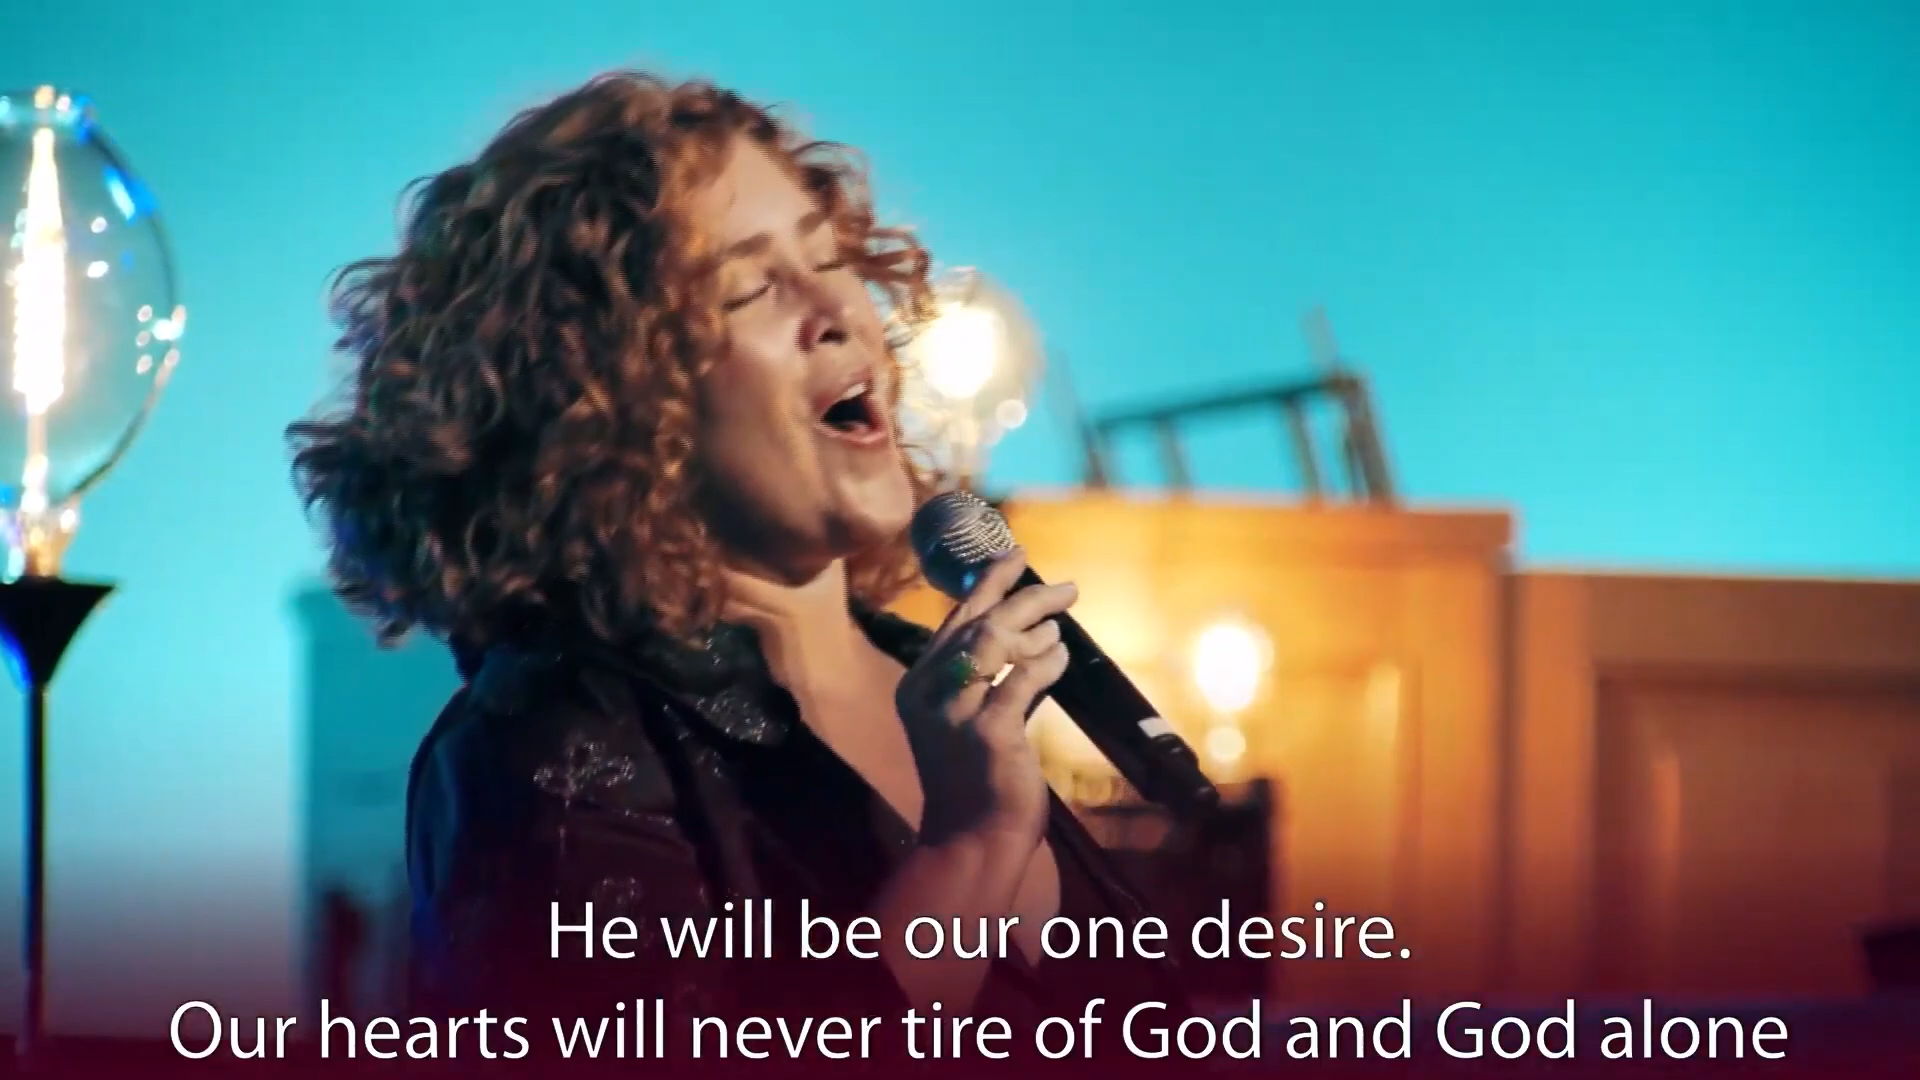 He will be our one desire.
Our hearts will never tire of God and God alone